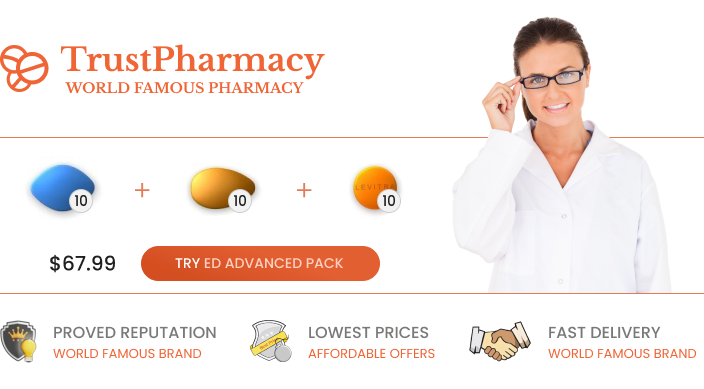 TrustPharmacy
WORLD FAMOUS PHARMACY
10
10
LEVITRA
10
$67.99
TRY ED ADVANCED PACK
PROVED REPUTATION
WORLD FAMOUS BRAND
LOWEST PRICES
AFFORDABLE OFFERS
FAST DELIVERY
WORLD FAMOUS BRAND